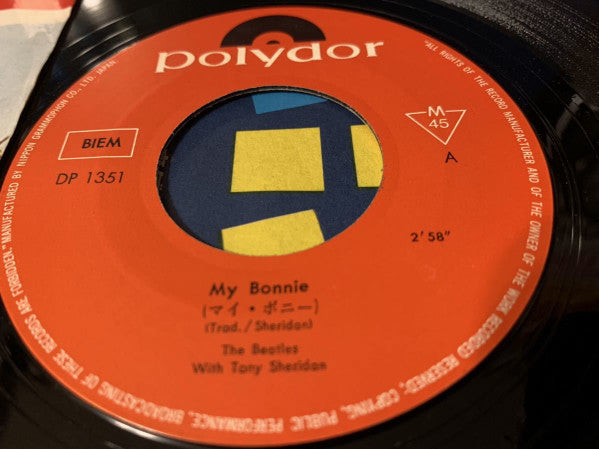 polydor
BIEM
DP 1351
M
45
A
2'58"
My Bonnie
(マイ・ボニー)
(Trad./Sheridan)
The Beatles
With Tony Sheridan
"ALL RIGHTS OF THE RECORD MANUFACTURER AND OF THE OWNER OF THE WORK RECORDED RESERVED; COPYING, PUBLIC PERFORMANCE, BROADCASTING OF THESE RECORDS ARE FORBIDDEN."MANUFACTURED BY NIPPON GRAMMOPHON CO., LTD. JAPAN.